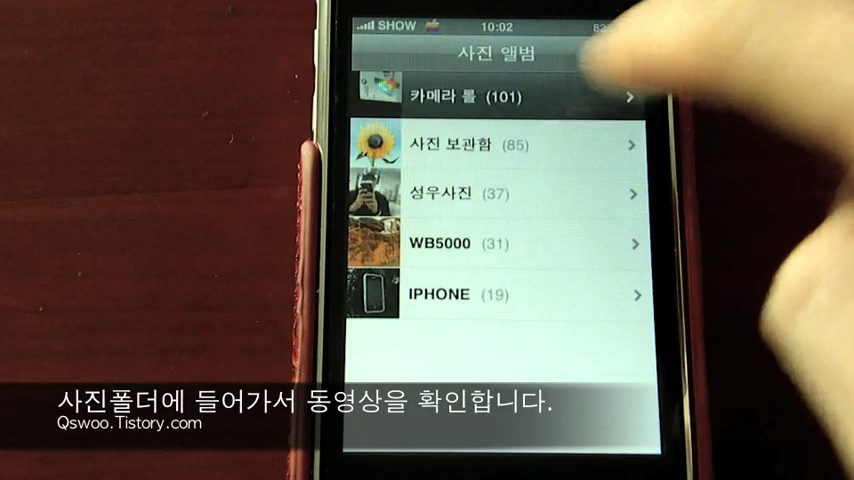 SHOW 10:02
사진 앨범
카메라 롤 (101)
사진 보관함 (85)
성우사진 (37)
WB5000 (31)
IPHONE (19)
사진폴더에 들어가서 동영상을 확인합니다.
Qswoo.Tistory.com